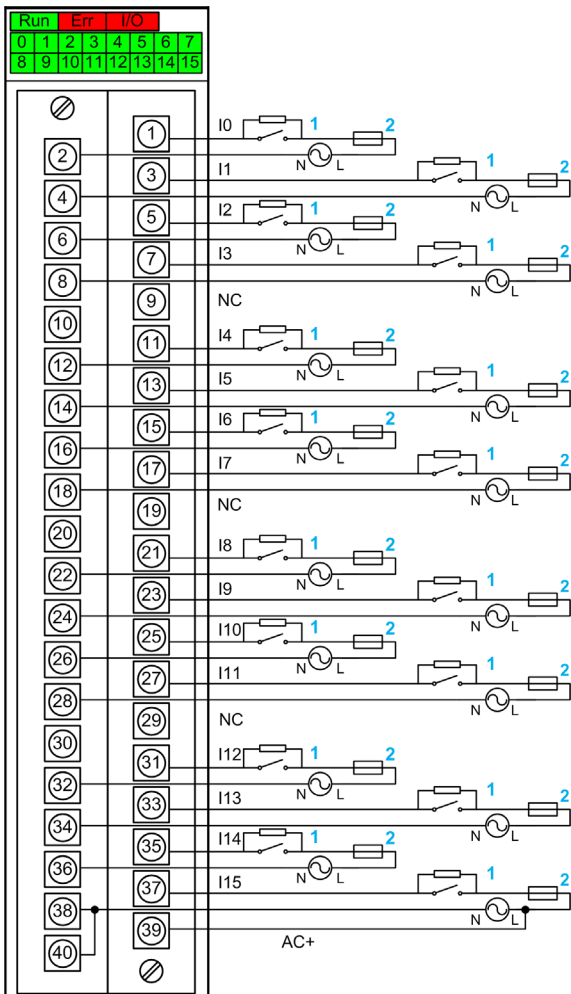 Run Err I/O
0 1 2 3 4 5 6 7
8 9 10 11 12 13 14 15
1 I0 1 2
2 N L
3 I1 1 2
4 N L
5 I2 1 2
6 N L
7 I3 1 2
8 N L
9 NC
10
11 I4 1 2
12 N L
13 I5 1 2
14 N L
15 I6 1 2
16 N L
17 I7 1 2
18 N L
19 NC
20
21 I8 1 2
22 N L
23 I9 1 2
24 N L
25 I10 1 2
26 N L
27 I11 1 2
28 N L
29 NC
30
31 I12 1 2
32 N L
33 I13 1 2
34 N L
35 I14 1 2
36 N L
37 I15 1 2
38 N L
39 AC+
40